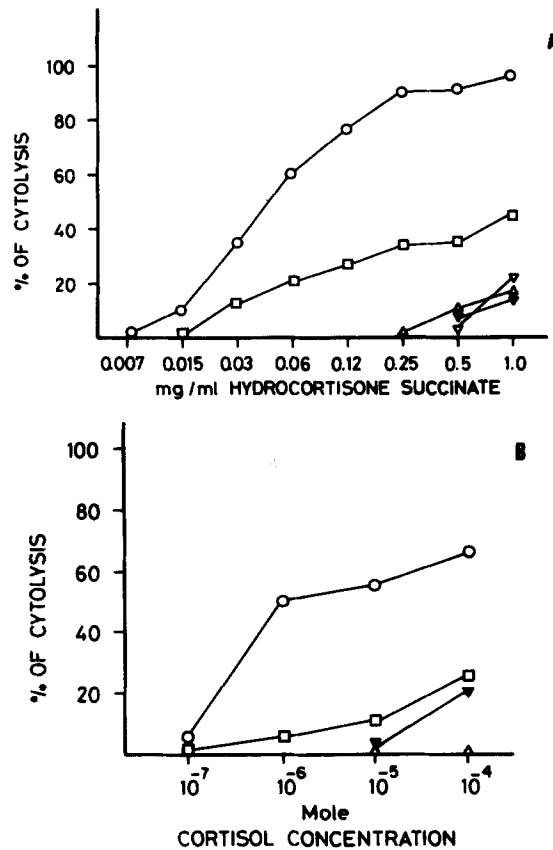 A
100
80
60
40
20
% OF CYTOLYSIS
0.007 0.015 0.03 0.06 0.12 0.25 0.5 1.0
mg/ml HYDROCORTISONE SUCCINATE
B
100
80
60
40
20
% OF CYTOLYSIS
10⁻⁷ 10⁻⁶ 10⁻⁵ 10⁻⁴
Mole
CORTISOL CONCENTRATION